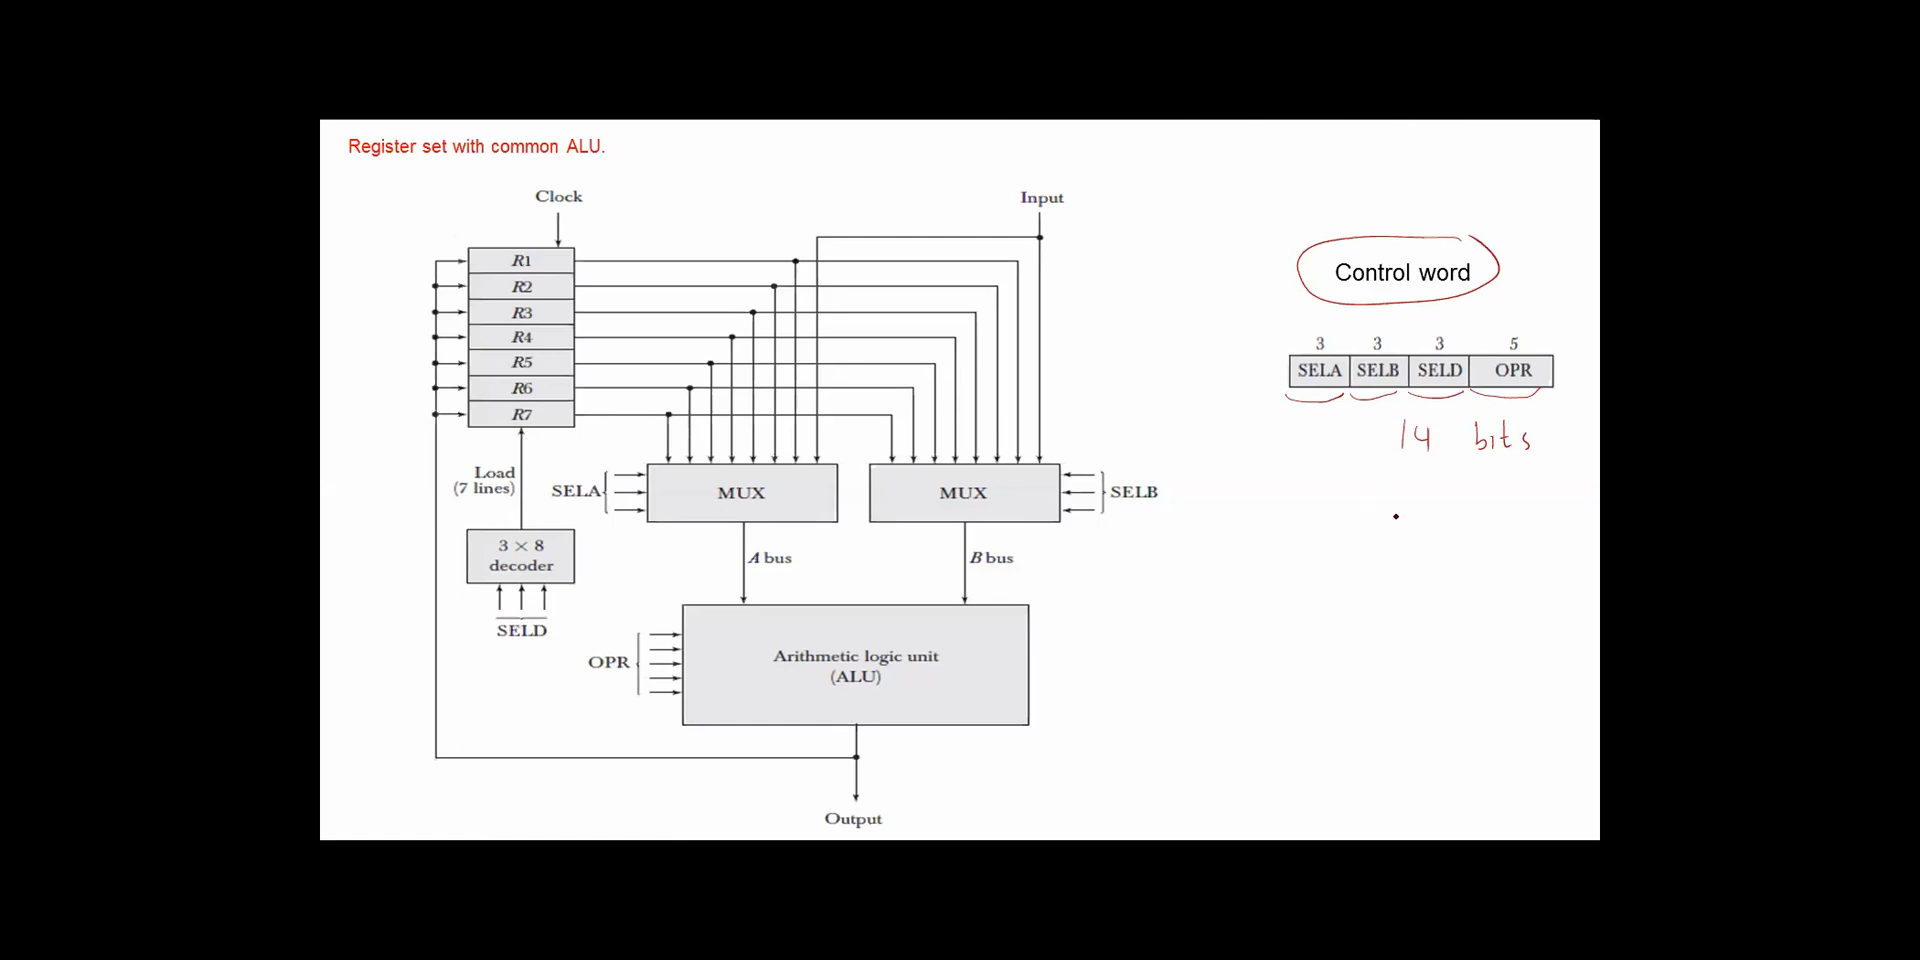 Register set with common ALU.
Clock
Input
R1
R2
R3
R4
R5
R6
R7
Load
(7 lines)
SELA
MUX
MUX
SELB
3 × 8
decoder
A bus
B bus
SELD
OPR
Arithmetic logic unit
(ALU)
Output
Control word
3 3 3 5
SELA SELB SELD OPR
14 bits